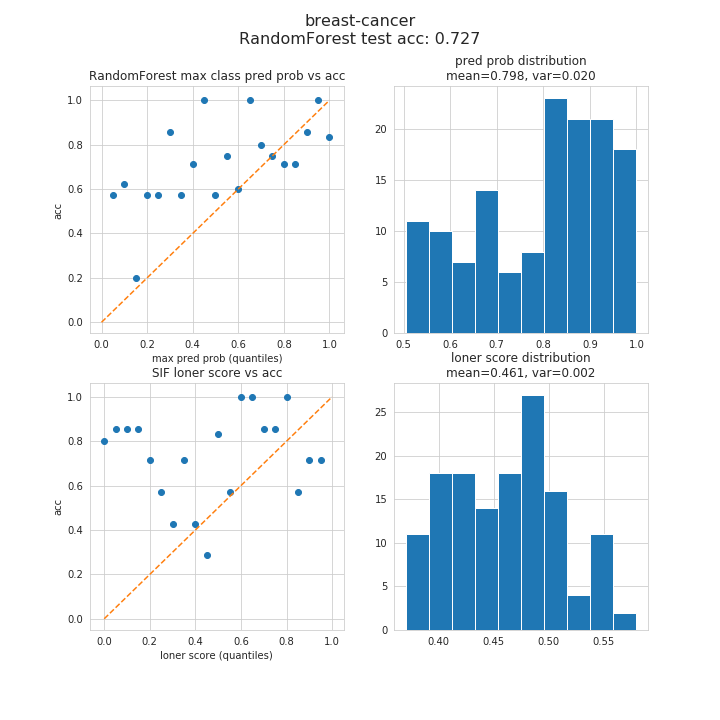 breast-cancer
RandomForest test acc: 0.727
RandomForest max class pred prob vs acc
1.0
0.8
0.6
0.4
0.2
0.0
acc
0.0 0.2 0.4 0.6 0.8 1.0
max pred prob (quantiles)
pred prob distribution
mean=0.798, var=0.020
20
15
10
5
0
0.5 0.6 0.7 0.8 0.9 1.0
SIF loner score vs acc
1.0
0.8
0.6
0.4
0.2
0.0
acc
0.0 0.2 0.4 0.6 0.8 1.0
loner score (quantiles)
loner score distribution
mean=0.461, var=0.002
25
20
15
10
5
0
0.40 0.45 0.50 0.55